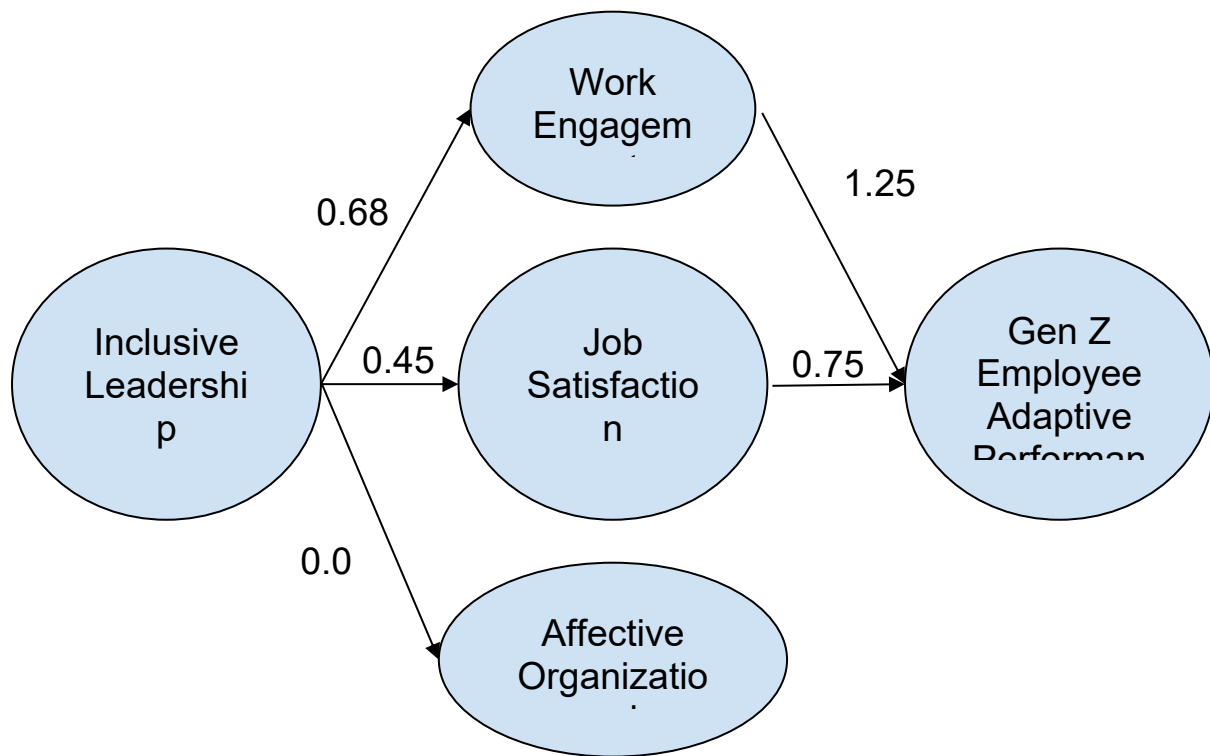 Work
Engagem
0.68
1.25
Inclusive
Leadershi
p
0.45
Job
Satisfactio
n
0.75
Gen Z
Employee
Adaptive
Performan
0.0
Affective
Organizatio